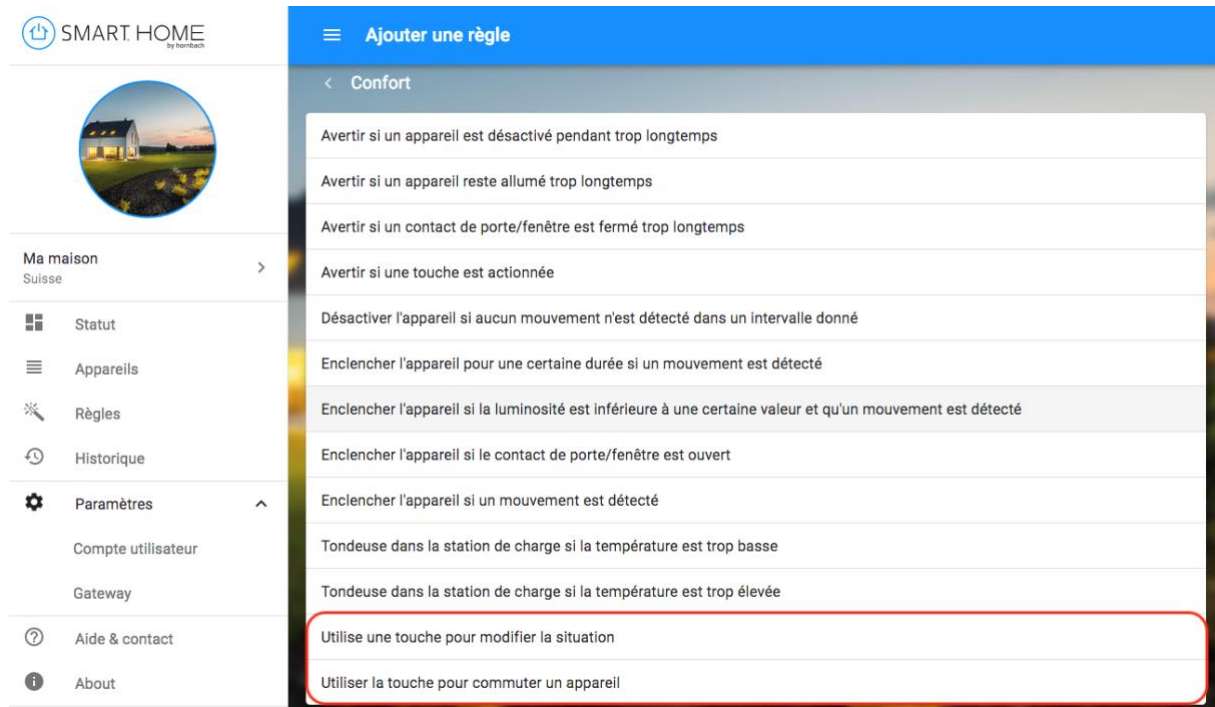 SMART HOME
by hornbach
Ma maison
Suisse
Statut
Appareils
Règles
Historique
Paramètres
Compte utilisateur
Gateway
Aide & contact
About
Ajouter une règle
Confort
Avertir si un appareil est désactivé pendant trop longtemps
Avertir si un appareil reste allumé trop longtemps
Avertir si un contact de porte/fenêtre est fermé trop longtemps
Avertir si une touche est actionnée
Désactiver l'appareil si aucun mouvement n'est détecté dans un intervalle donné
Enclencher l'appareil pour une certaine durée si un mouvement est détecté
Enclencher l'appareil si la luminosité est inférieure à une certaine valeur et qu'un mouvement est détecté
Enclencher l'appareil si le contact de porte/fenêtre est ouvert
Enclencher l'appareil si un mouvement est détecté
Tondeuse dans la station de charge si la température est trop basse
Tondeuse dans la station de charge si la température est trop élevée
Utilise une touche pour modifier la situation
Utiliser la touche pour commuter un appareil